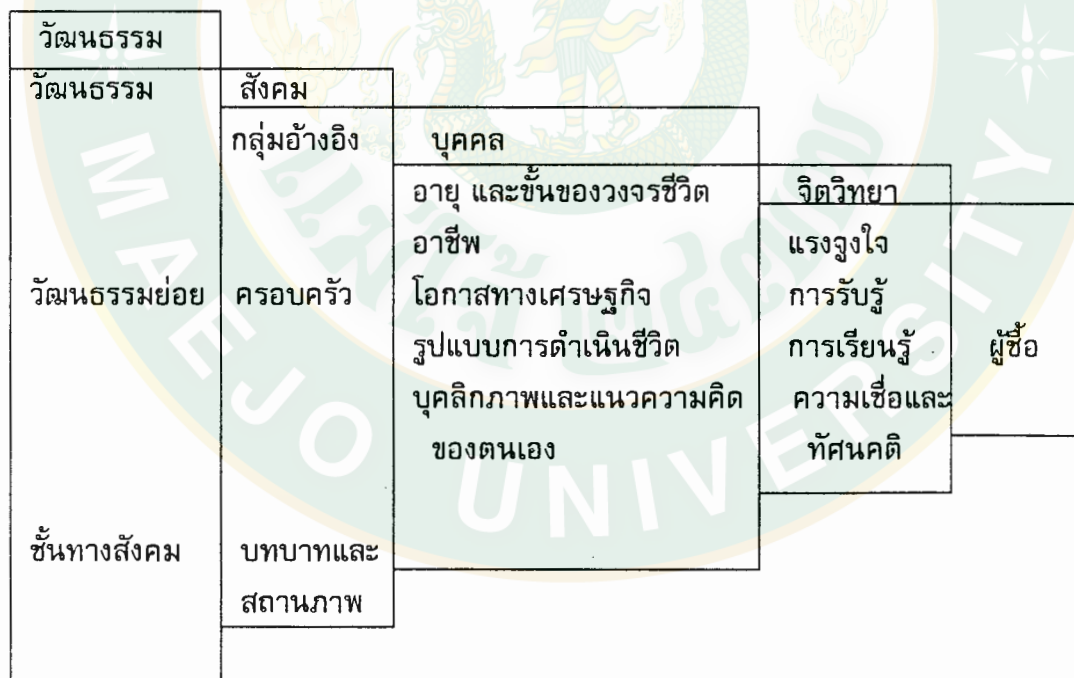 วัฒนธรรม
วัฒนธรรม
วัฒนธรรมย่อย
ชั้นทางสังคม
สังคม
กลุ่มอ้างอิง
ครอบครัว
บทบาทและ
สถานภาพ
บุคคล
อายุ และขั้นของวงจรชีวิต
อาชีพ
โอกาสทางเศรษฐกิจ
รูปแบบการดำเนินชีวิต
บุคลิกภาพและแนวความคิด
ของตนเอง
จิตวิทยา
แรงจูงใจ
การรับรู้
การเรียนรู้
ความเชื่อและ
ทัศนคติ
ผู้ซื้อ
MAEJO UNIVERSITY